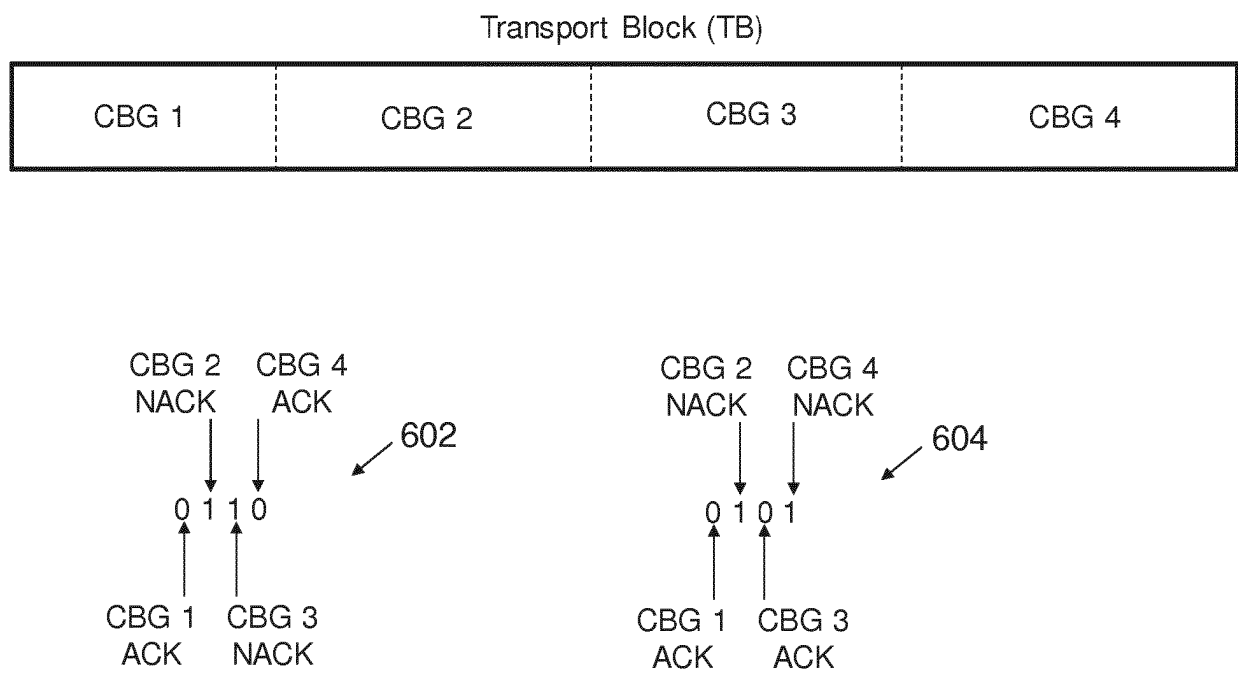 Transport Block (TB)
CBG 1 CBG 2 CBG 3 CBG 4
CBG 2 CBG 4
NACK ACK
602
0 1 1 0
CBG 1 CBG 3
ACK NACK
CBG 2 CBG 4
NACK NACK
604
0 1 0 1
CBG 1 CBG 3
ACK ACK